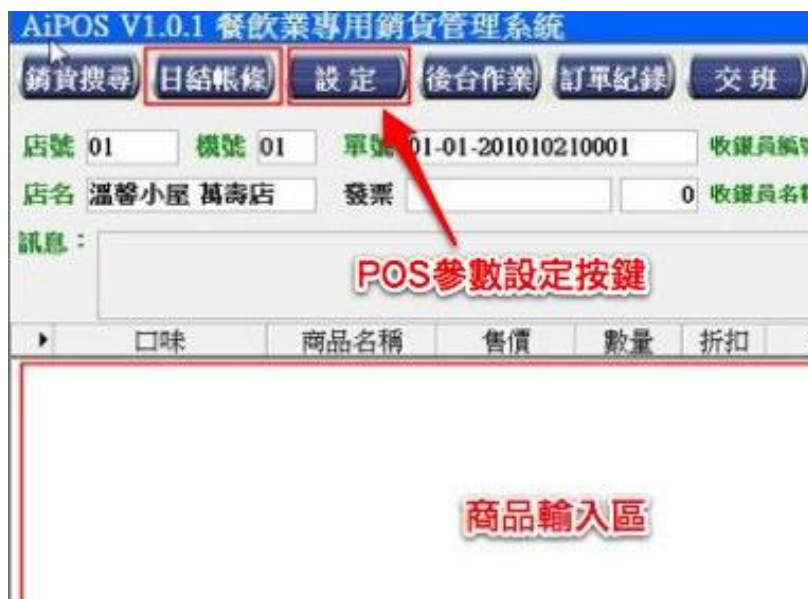 AiPOS V1.0.1 餐飲業專用銷貨管理系統
銷貨搜尋 日結帳條 設定 後台作業 訂單紀錄 交班
店號 01 機號 01 單號 01-01-201010210001 收銀員編號
店名 溫馨小屋 萬壽店 發票 0 收銀員名稱
訊息：
POS參數設定按鍵
口味 商品名稱 售價 數量 折扣
商品輸入區